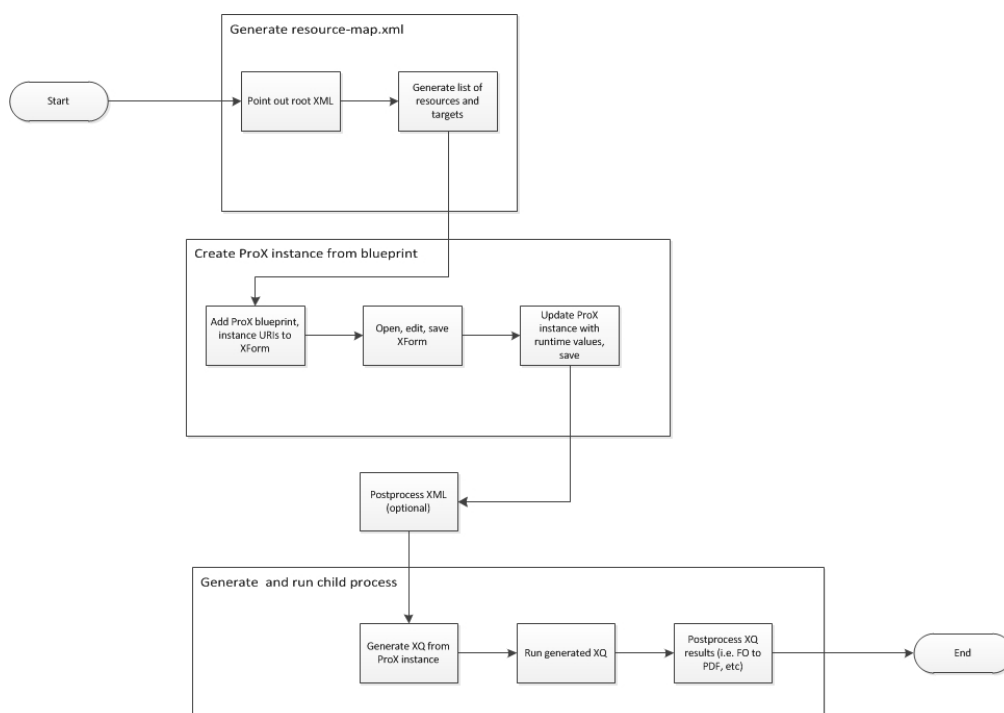 Generate resource-map.xml
Start
Point out root XML
Generate list of
resources and
targets
Create ProX instance from blueprint
Add ProX blueprint,
instance URIs to
XForm
Open, edit, save
XForm
Update ProX
instance with
runtime values,
save
Postprocess XML
(optional)
Generate and run child process
Generate XQ from
ProX instance
Run generated XQ
Postprocess XQ
results (i.e. FO to
PDF, etc)
End